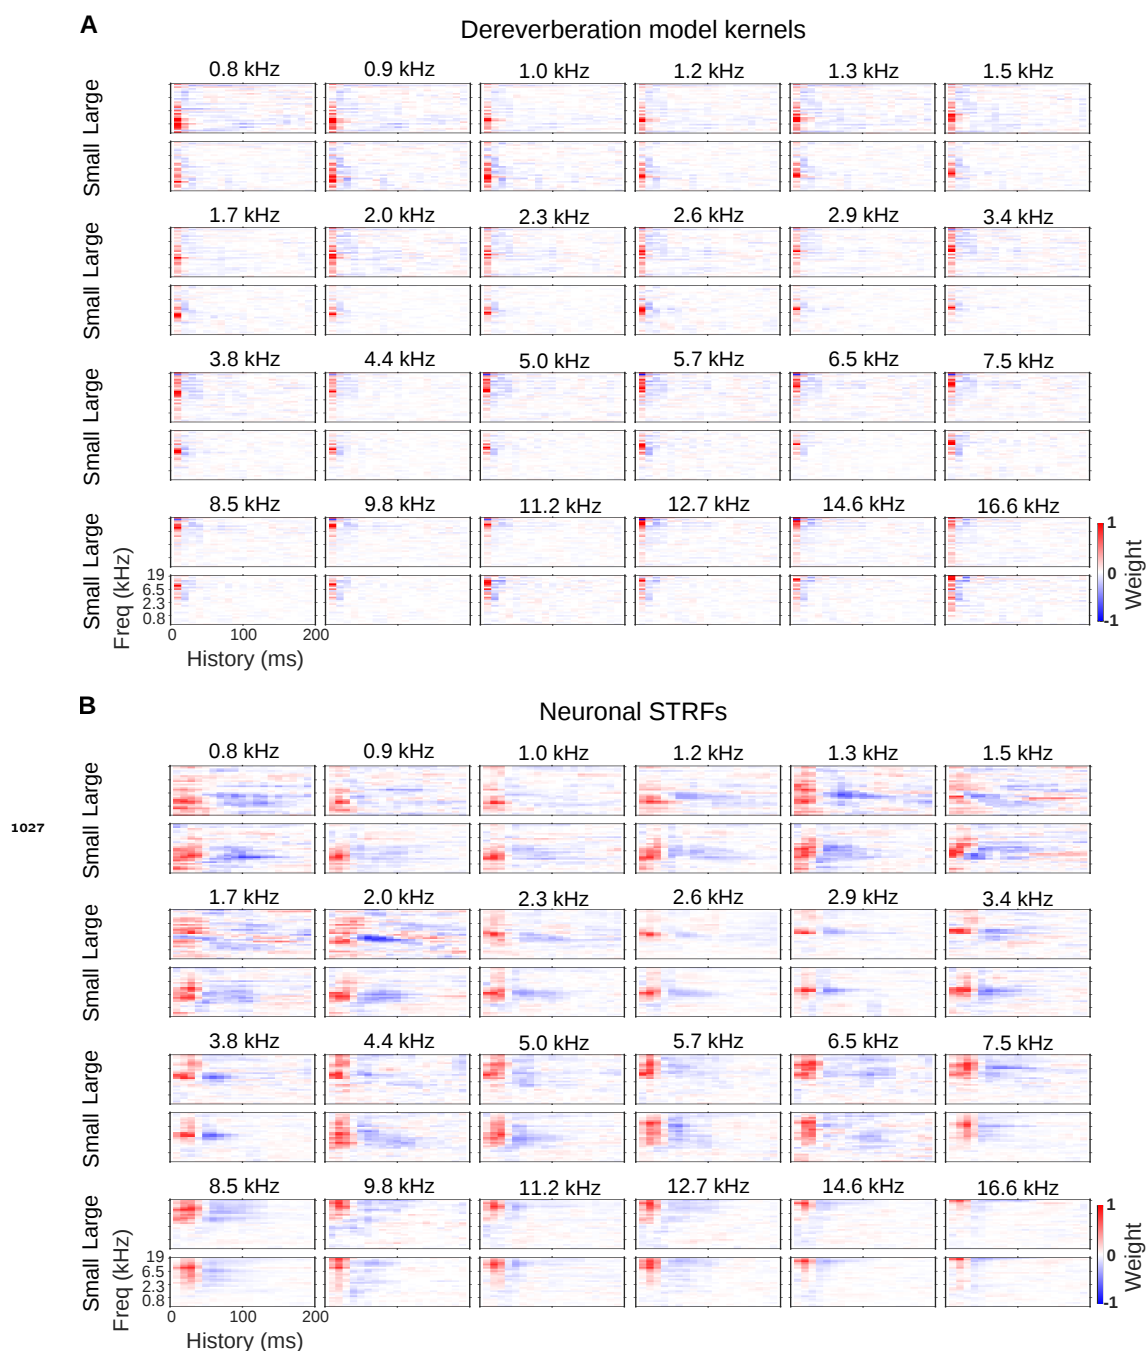 A
Dereverberation model kernels
0.8 kHz 0.9 kHz 1.0 kHz 1.2 kHz 1.3 kHz 1.5 kHz
Large
Small
1.7 kHz 2.0 kHz 2.3 kHz 2.6 kHz 2.9 kHz 3.4 kHz
Large
Small
3.8 kHz 4.4 kHz 5.0 kHz 5.7 kHz 6.5 kHz 7.5 kHz
Large
Small
8.5 kHz 9.8 kHz 11.2 kHz 12.7 kHz 14.6 kHz 16.6 kHz
Large
Small
Freq (kHz)
19
6.5
2.3
0.8
0 100 200
History (ms)
1
0
-1
Weight
B
Neuronal STRFs
0.8 kHz 0.9 kHz 1.0 kHz 1.2 kHz 1.3 kHz 1.5 kHz
Large
Small
1027
1.7 kHz 2.0 kHz 2.3 kHz 2.6 kHz 2.9 kHz 3.4 kHz
Large
Small
3.8 kHz 4.4 kHz 5.0 kHz 5.7 kHz 6.5 kHz 7.5 kHz
Large
Small
8.5 kHz 9.8 kHz 11.2 kHz 12.7 kHz 14.6 kHz 16.6 kHz
Large
Small
Freq (kHz)
19
6.5
2.3
0.8
0 100 200
History (ms)
1
0
-1
Weight